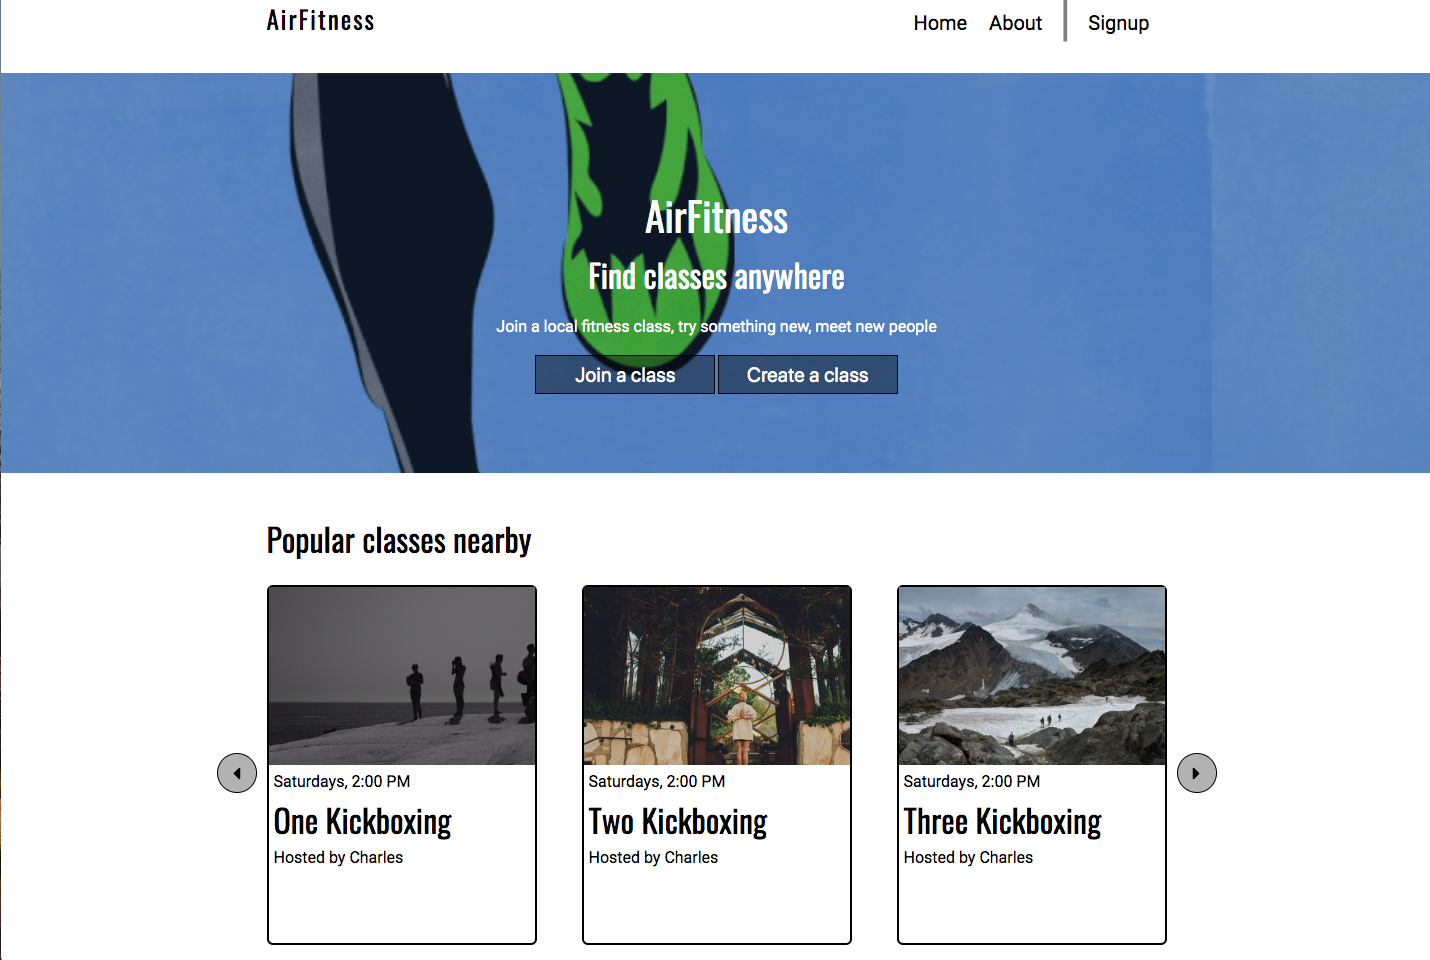 AirFitness
Home About Signup
AirFitness
Find classes anywhere
Join a local fitness class, try something new, meet new people
Join a class Create a class
Popular classes nearby
Saturdays, 2:00 PM
One Kickboxing
Hosted by Charles
Saturdays, 2:00 PM
Two Kickboxing
Hosted by Charles
Saturdays, 2:00 PM
Three Kickboxing
Hosted by Charles